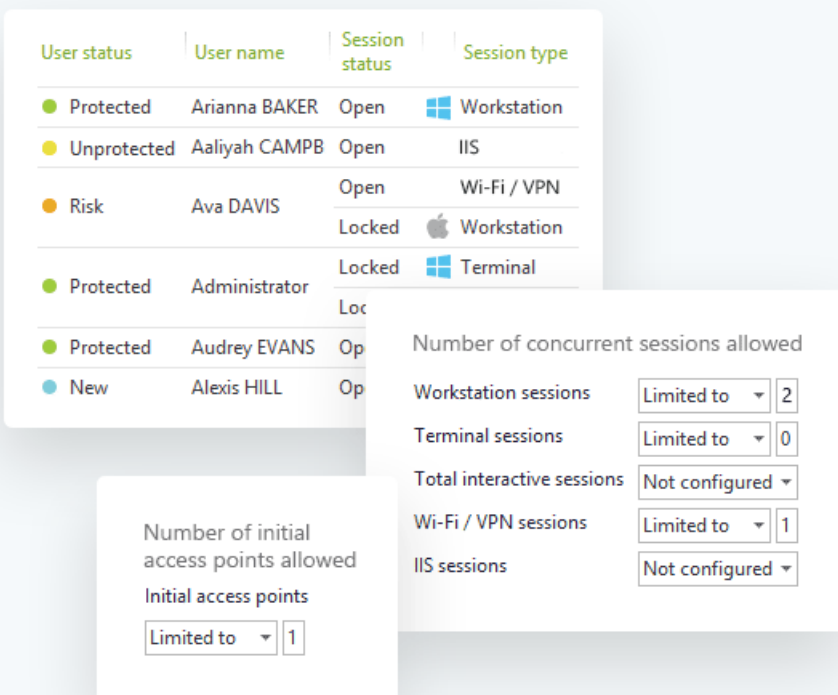 User status User name Session status Session type
Protected Arianna BAKER Open Workstation
Unprotected Aaliyah CAMPB Open IIS
Risk Ava DAVIS Open Wi-Fi / VPN
Locked Workstation
Protected Administrator Locked Terminal
Protected Audrey EVANS
New Alexis HILL
Number of concurrent sessions allowed
Workstation sessions Limited to 2
Terminal sessions Limited to 0
Total interactive sessions Not configured
Wi-Fi / VPN sessions Limited to 1
IIS sessions Not configured
Number of initial
access points allowed
Initial access points
Limited to 1